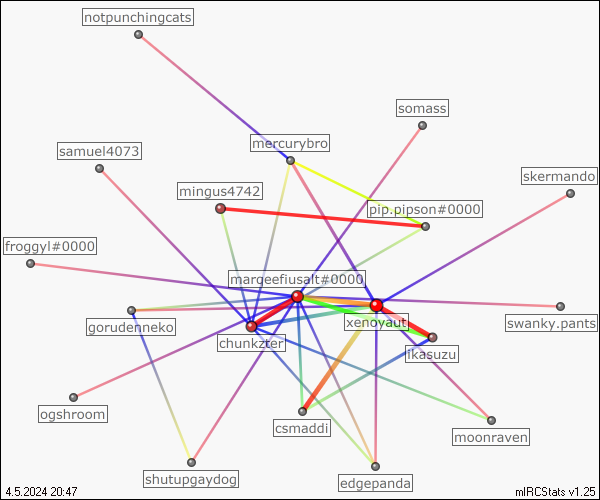 notpunchingcats
somass
mercurybro
samuel4073
skermando
mingus4742
pip.pipson#0000
froggyl#0000
margeefiusalt#0000
swanky.pants
gorudenneko
xenoyaut
chunkzter
ikasuzu
ogshroom
csmaddi
moonraven
shutupgaydog
edgepanda
4.5.2024 20:47
mIRCStats v1.25